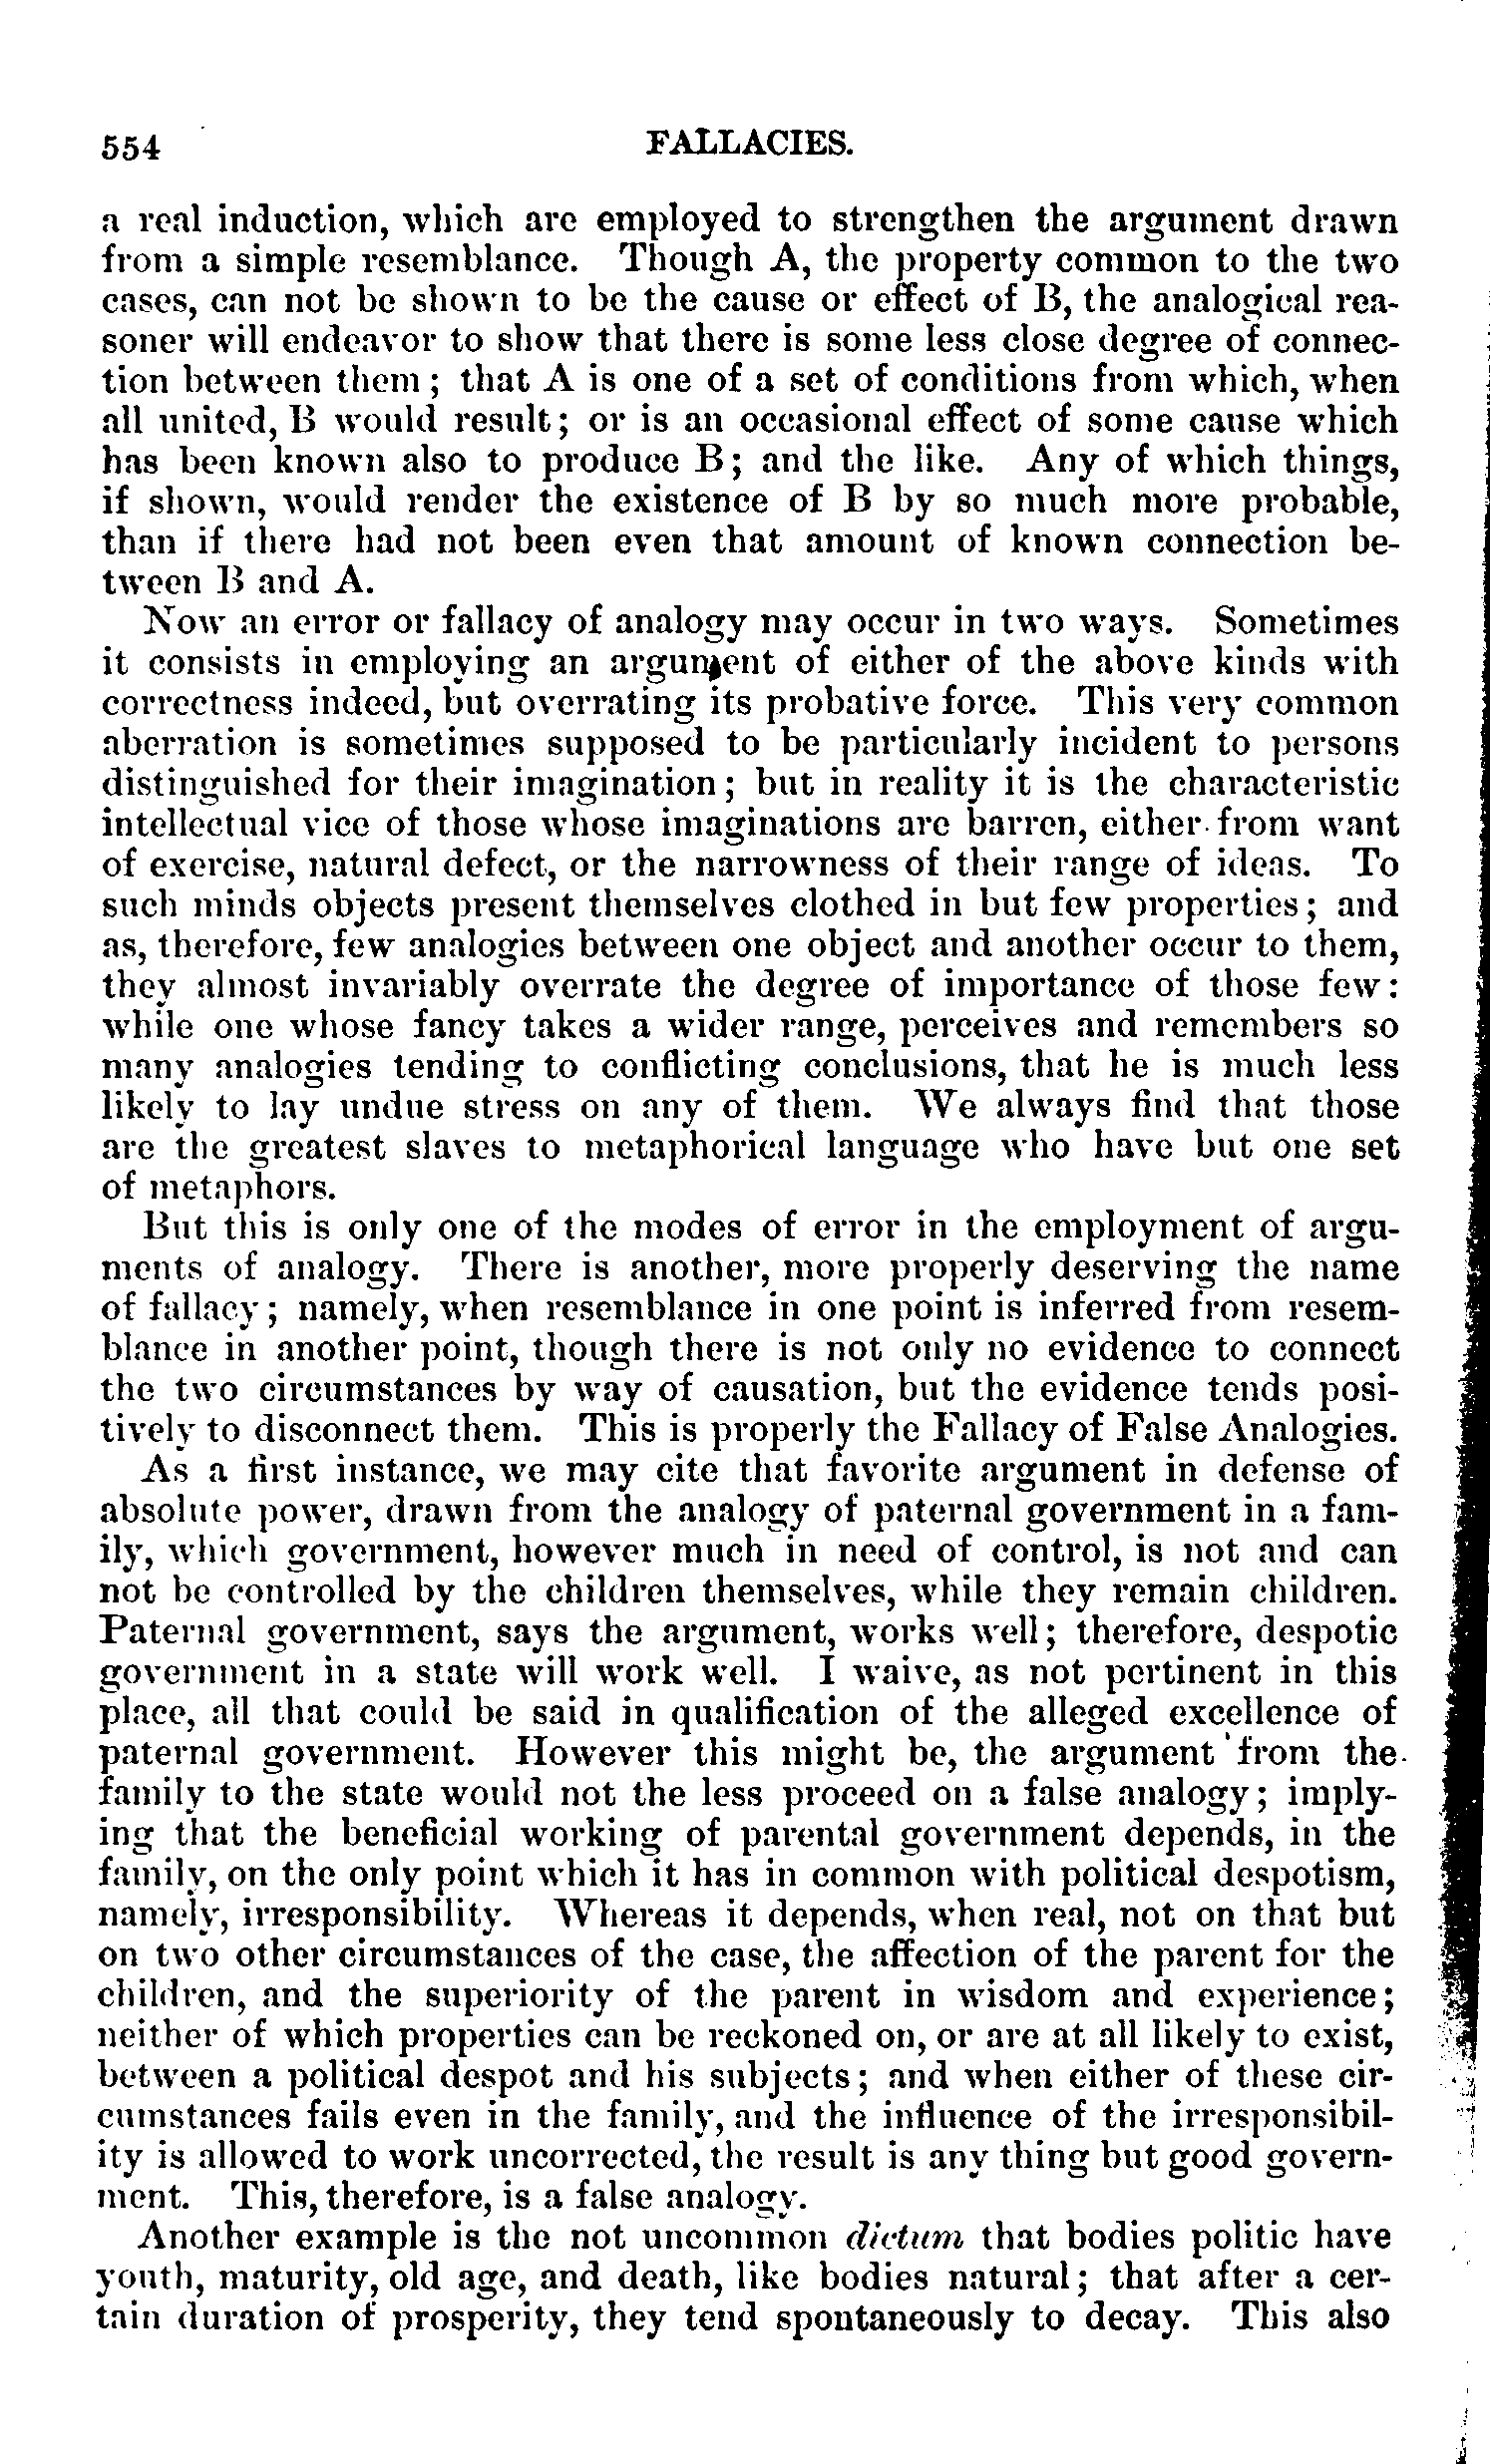 554 FALLACIES.
a real induction, which are employed to strengthen the argument drawn
from a simple resemblance. Though A, the property common to the two
cases, can not be shown to be the cause or effect of B, the analogical rea-
soner will endeavor to show that there is some less close degree of connec-
tion between them; that A is one of a set of conditions from which, when
all united, B would result; or is an occasional effect of some cause which
has been known also to produce B; and the like. Any of which things,
if shown, would render the existence of B by so much more probable,
than if there had not been even that amount of known connection be-
tween B and A.
Now an error or fallacy of analogy may occur in two ways. Sometimes
it consists in employing an argument of either of the above kinds with
correctness indeed, but overrating its probative force. This very common
aberration is sometimes supposed to be particularly incident to persons
distinguished for their imagination; but in reality it is the characteristic
intellectual vice of those whose imaginations are barren, either from want
of exercise, natural defect, or the narrowness of their range of ideas. To
such minds objects present themselves clothed in but few properties; and
as, therefore, few analogies between one object and another occur to them,
they almost invariably overrate the degree of importance of those few:
while one whose fancy takes a wider range, perceives and remembers so
many analogies tending to conflicting conclusions, that he is much less
likely to lay undue stress on any of them. We always find that those
are the greatest slaves to metaphorical language who have but one set
of metaphors.
But this is only one of the modes of error in the employment of argu-
ments of analogy. There is another, more properly deserving the name
of fallacy; namely, when resemblance in one point is inferred from resem-
blance in another point, though there is not only no evidence to connect
the two circumstances by way of causation, but the evidence tends posi-
tively to disconnect them. This is properly the Fallacy of False Analogies.
As a first instance, we may cite that favorite argument in defense of
absolute power, drawn from the analogy of paternal government in a fam-
ily, which government, however much in need of control, is not and can
not be controlled by the children themselves, while they remain children.
Paternal government, says the argument, works well; therefore, despotic
government in a state will work well. I waive, as not pertinent in this
place, all that could be said in qualification of the alleged excellence of
paternal government. However this might be, the argument from the
family to the state would not the less proceed on a false analogy; imply-
ing that the beneficial working of parental government depends, in the
family, on the only point which it has in common with political despotism,
namely, irresponsibility. Whereas it depends, when real, not on that but
on two other circumstances of the case, the affection of the parent for the
children, and the superiority of the parent in wisdom and experience;
neither of which properties can be reckoned on, or are at all likely to exist,
between a political despot and his subjects; and when either of these cir-
cumstances fails even in the family, and the influence of the irresponsibil-
ity is allowed to work uncorrected, the result is any thing but good govern-
ment. This, therefore, is a false analogy.
Another example is the not uncommon dictum that bodies politic have
youth, maturity, old age, and death, like bodies natural; that after a cer-
tain duration of prosperity, they tend spontaneously to decay. This also